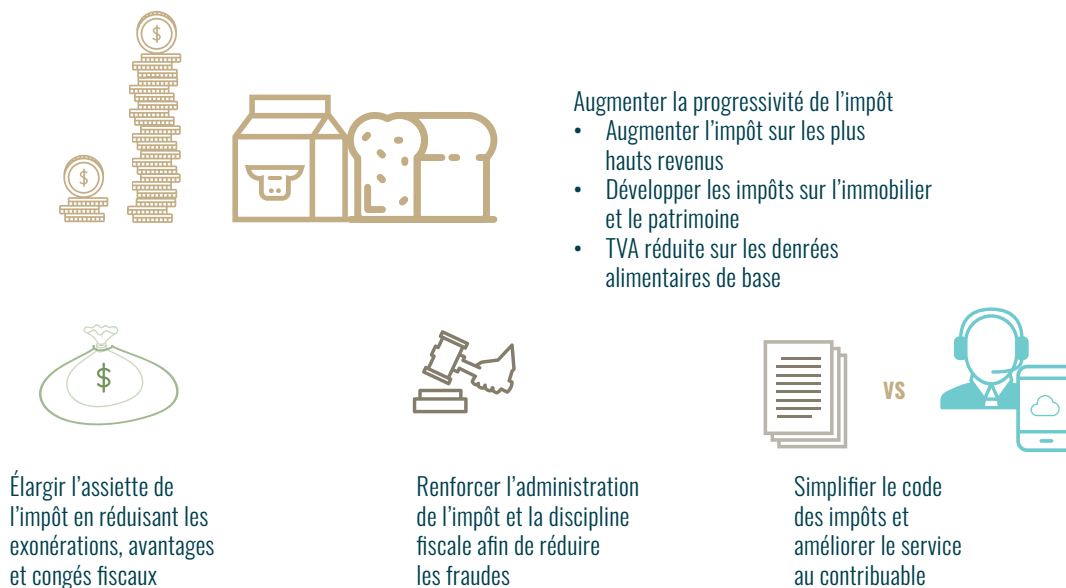 $
$
Augmenter la progressivité de l’impôt
• Augmenter l’impôt sur les plus
hauts revenus
• Développer les impôts sur l’immobilier
et le patrimoine
• TVA réduite sur les denrées
alimentaires de base
$
VS
Élargir l’assiette de
l’impôt en réduisant les
exonérations, avantages
et congés fiscaux
Renforcer l’administration
de l’impôt et la discipline
fiscale afin de réduire
les fraudes
Simplifier le code
des impôts et
améliorer le service
au contribuable